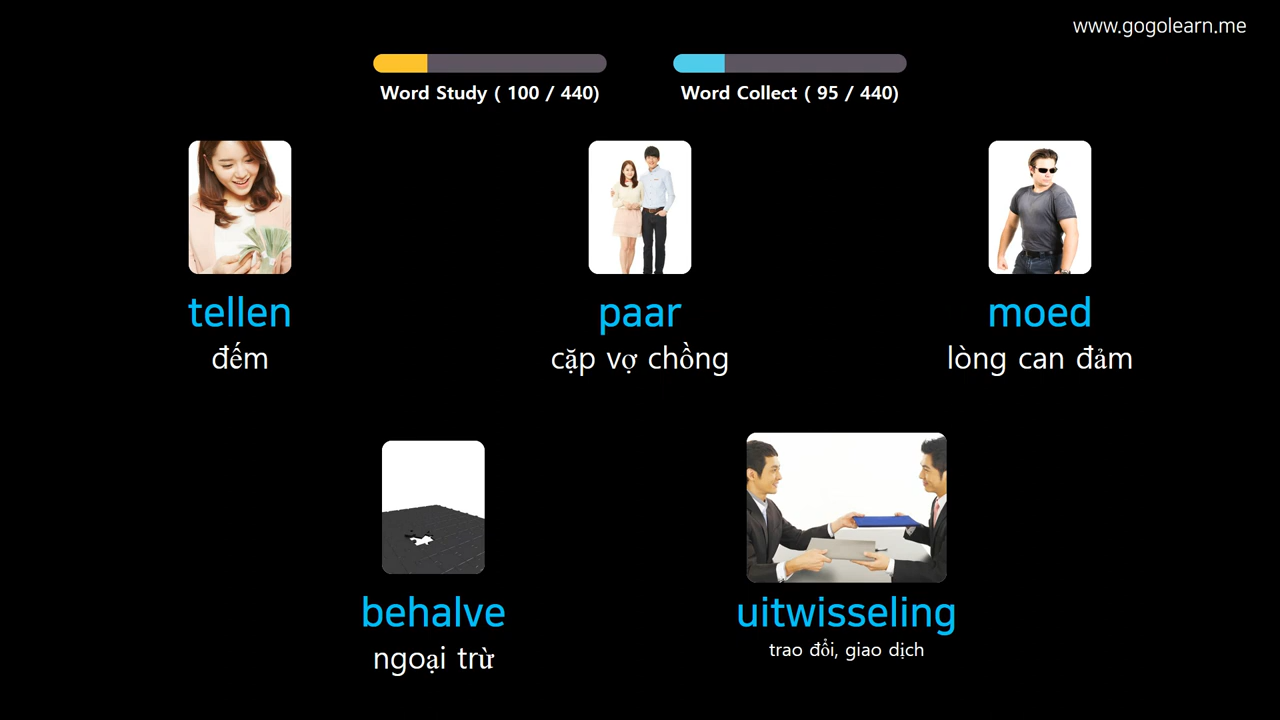 www.gogolearn.me
Word Study ( 100 / 440)
Word Collect ( 95 / 440)
tellen
đếm
paar
cặp vợ chồng
moed
lòng can đảm
behalve
ngoại trừ
uitwisseling
trao đổi, giao dịch